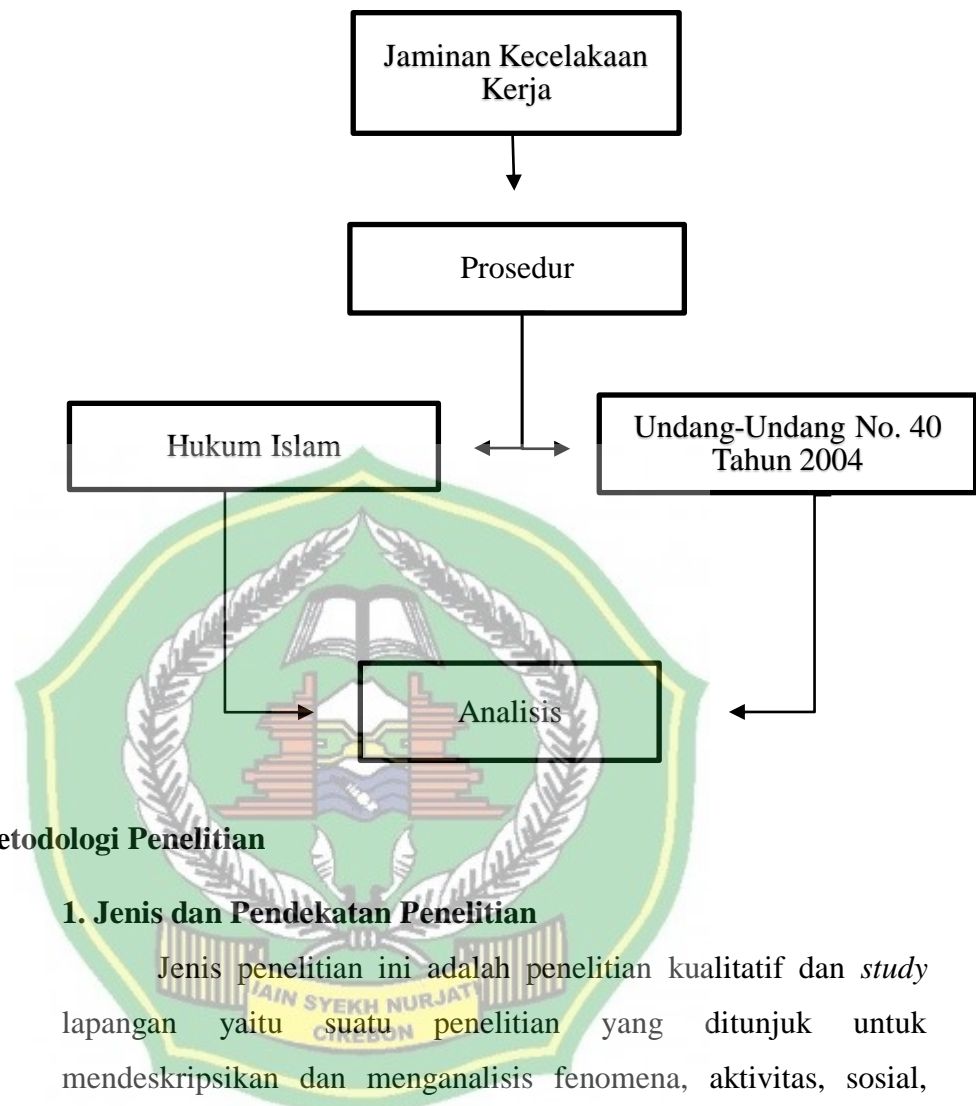 Jaminan Kecelakaan
Kerja
Prosedur
Hukum Islam
Undang-Undang No. 40
Tahun 2004
Analisis
etodologi Penelitian
1. Jenis dan Pendekatan Penelitian
Jenis penelitian ini adalah penelitian kualitatif dan study
lapangan yaitu suatu penelitian yang ditunjuk untuk
mendeskripsikan dan menganalisis fenomena, aktivitas, sosial,
IAIN SYEKH NURJATI
CIREBON